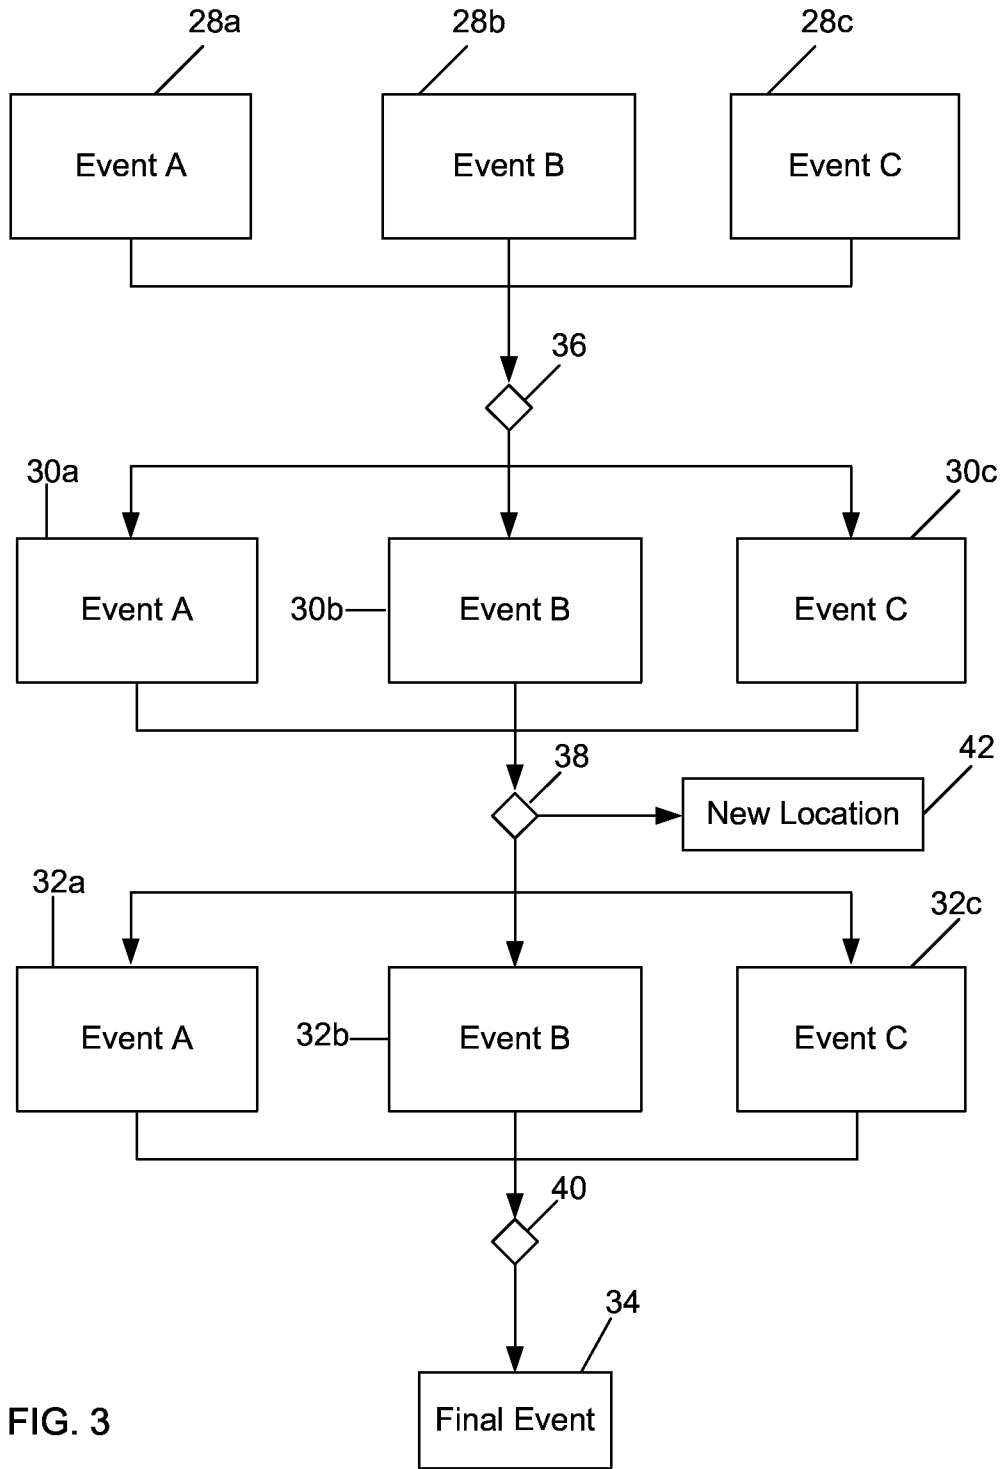 28a
28b
28c
Event A
Event B
Event C
36
30a
30c
Event A
30b
Event B
Event C
38
42
New Location
32a
32c
Event A
32b
Event B
Event C
40
34
Final Event
FIG. 3